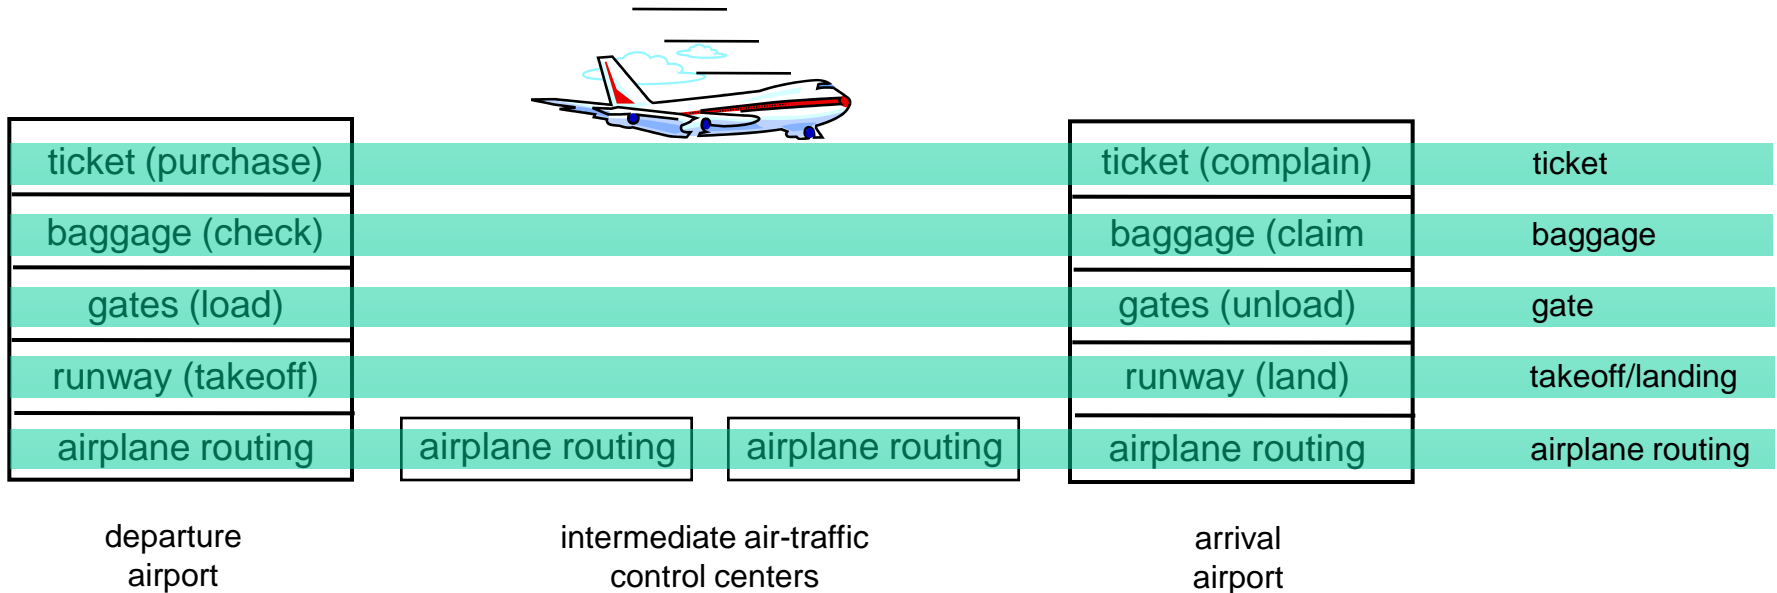 ticket (purchase) ticket (complain) ticket
baggage (check) baggage (claim baggage
gates (load) gates (unload) gate
runway (takeoff) runway (land) takeoff/landing
airplane routing airplane routing airplane routing airplane routing airplane routing
departure
airport
intermediate air-traffic
control centers
arrival
airport